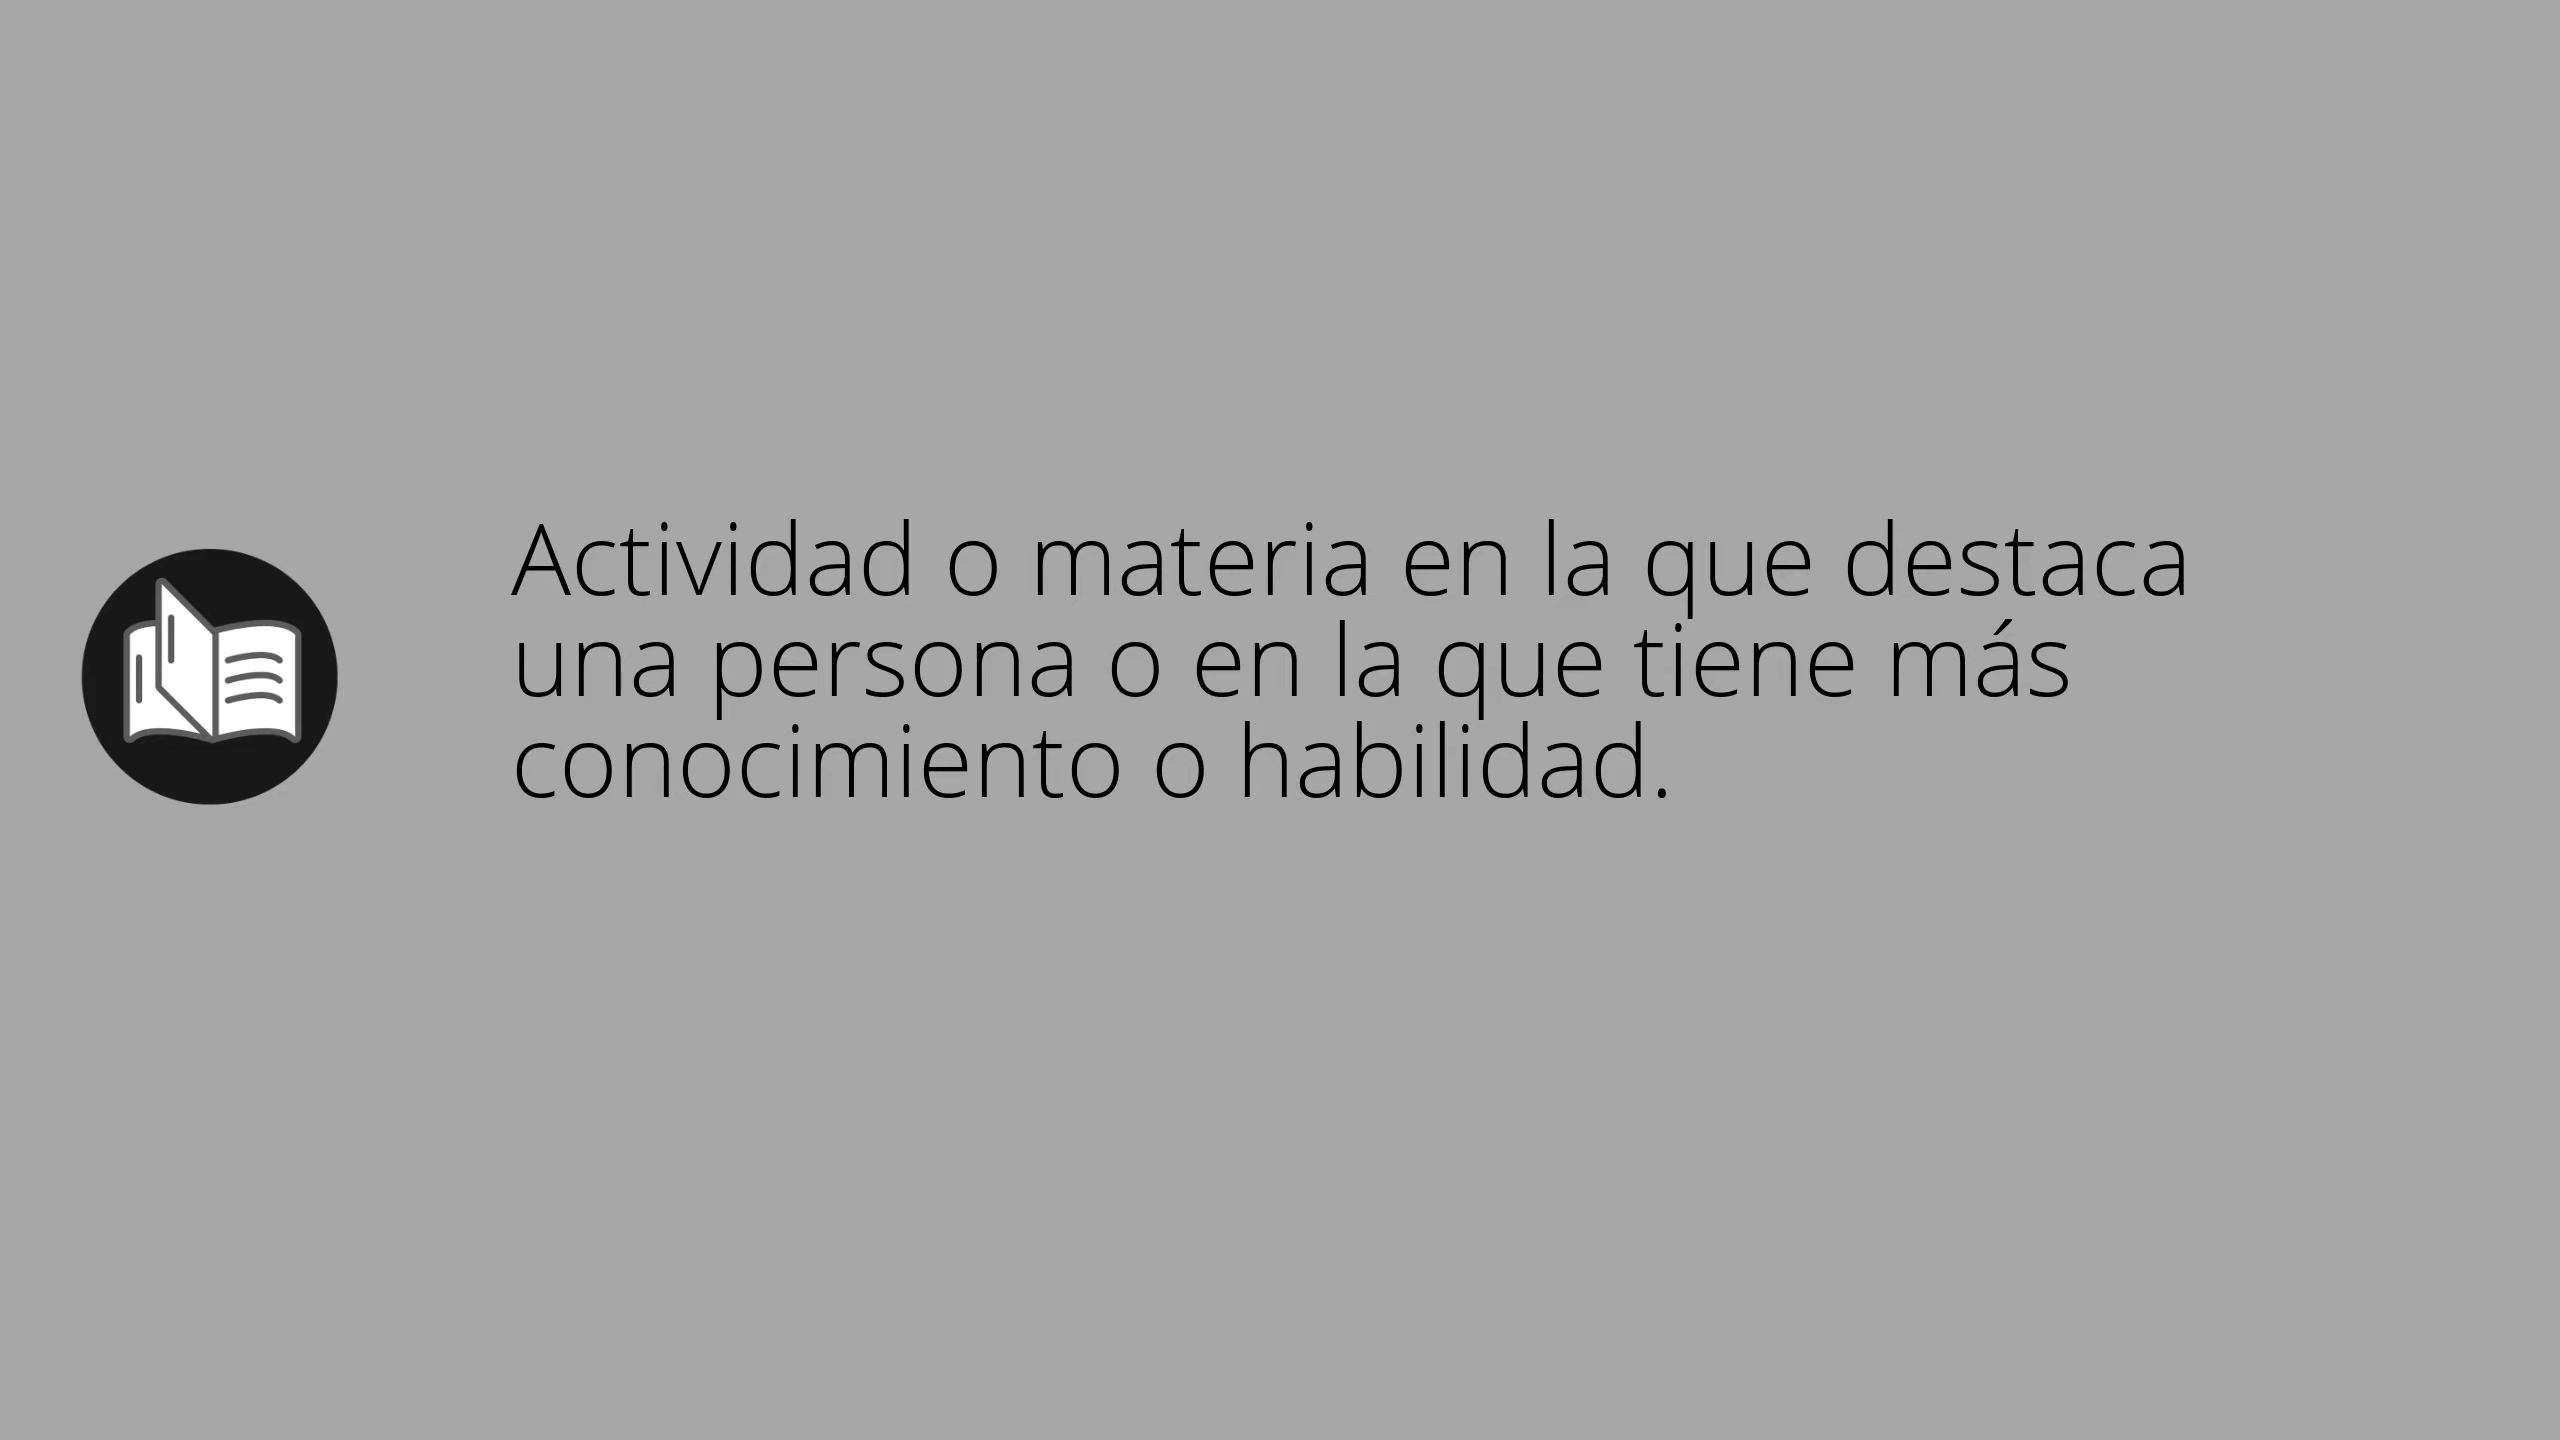 Actividad o materia en la que destaca
una persona o en la que tiene más
conocimiento o habilidad.